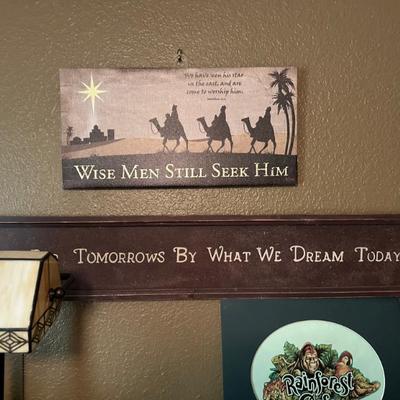 We have seen his star
in the east, and are
come to worship him.
Wise Men Still Seek Him
Tomorrows By What We Dream Today
Rainforest